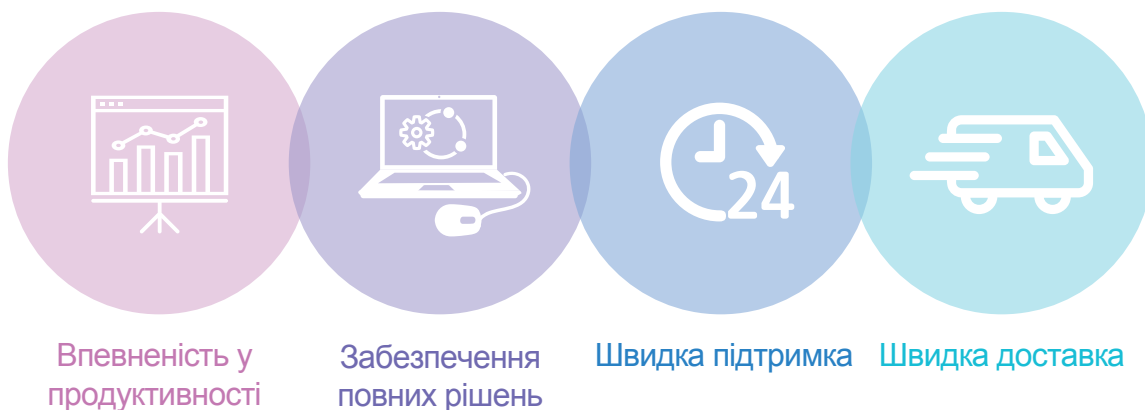 24
Впевненість у
продуктивності
Забезпечення
повних рішень
Швидка підтримка
Швидка доставка